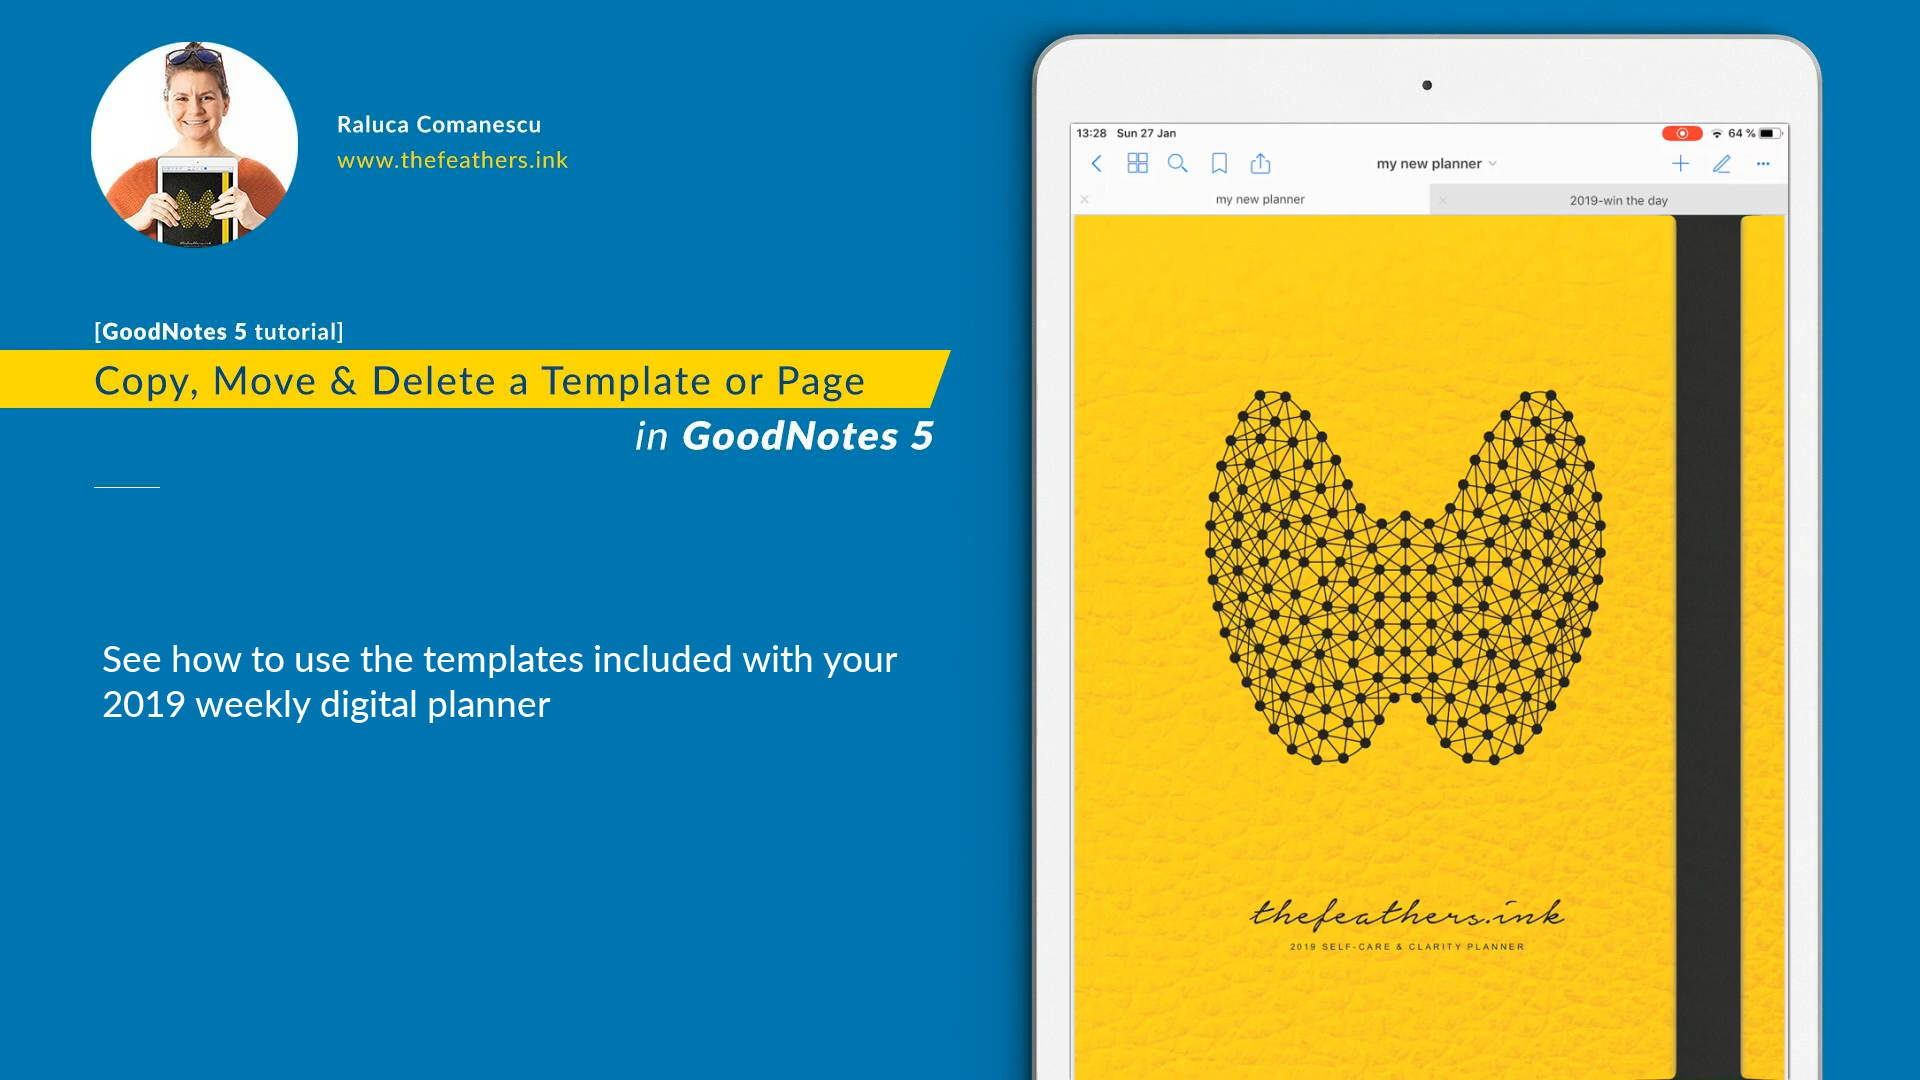 Raluca Comanescu
www.thefeathers.ink
[GoodNotes 5 tutorial]
Copy, Move & Delete a Template or Page
in GoodNotes 5
See how to use the templates included with your
2019 weekly digital planner
13:28 Sun 27 Jan
64 %
my new planner
my new planner
2019-win the day
thefeathers.ink
2019 SELF-CARE & CLARITY PLANNER